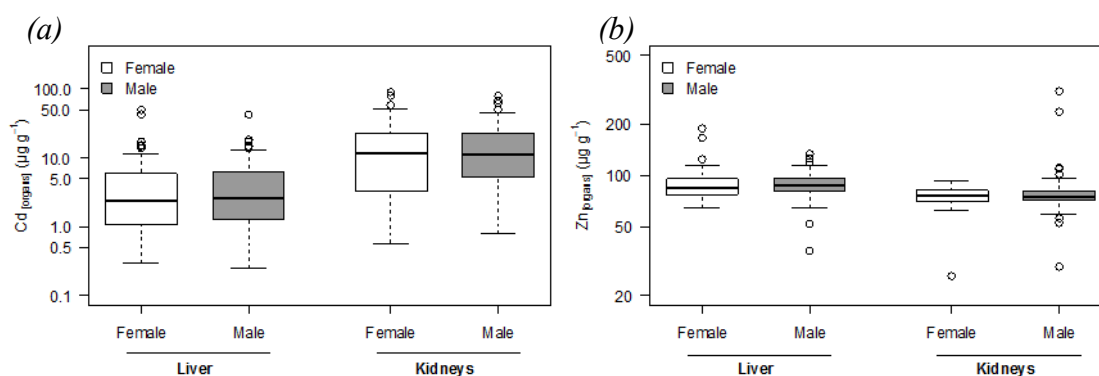 (a)
Cd [organs] (µg g⁻¹)
100.0
50.0
10.0
5.0
1.0
0.5
0.1
Female
Male
Female Male Female Male
Liver Kidneys
(b)
Zn[organs] (µg g⁻¹)
500
200
100
50
20
Female
Male
Female Male Female Male
Liver Kidneys